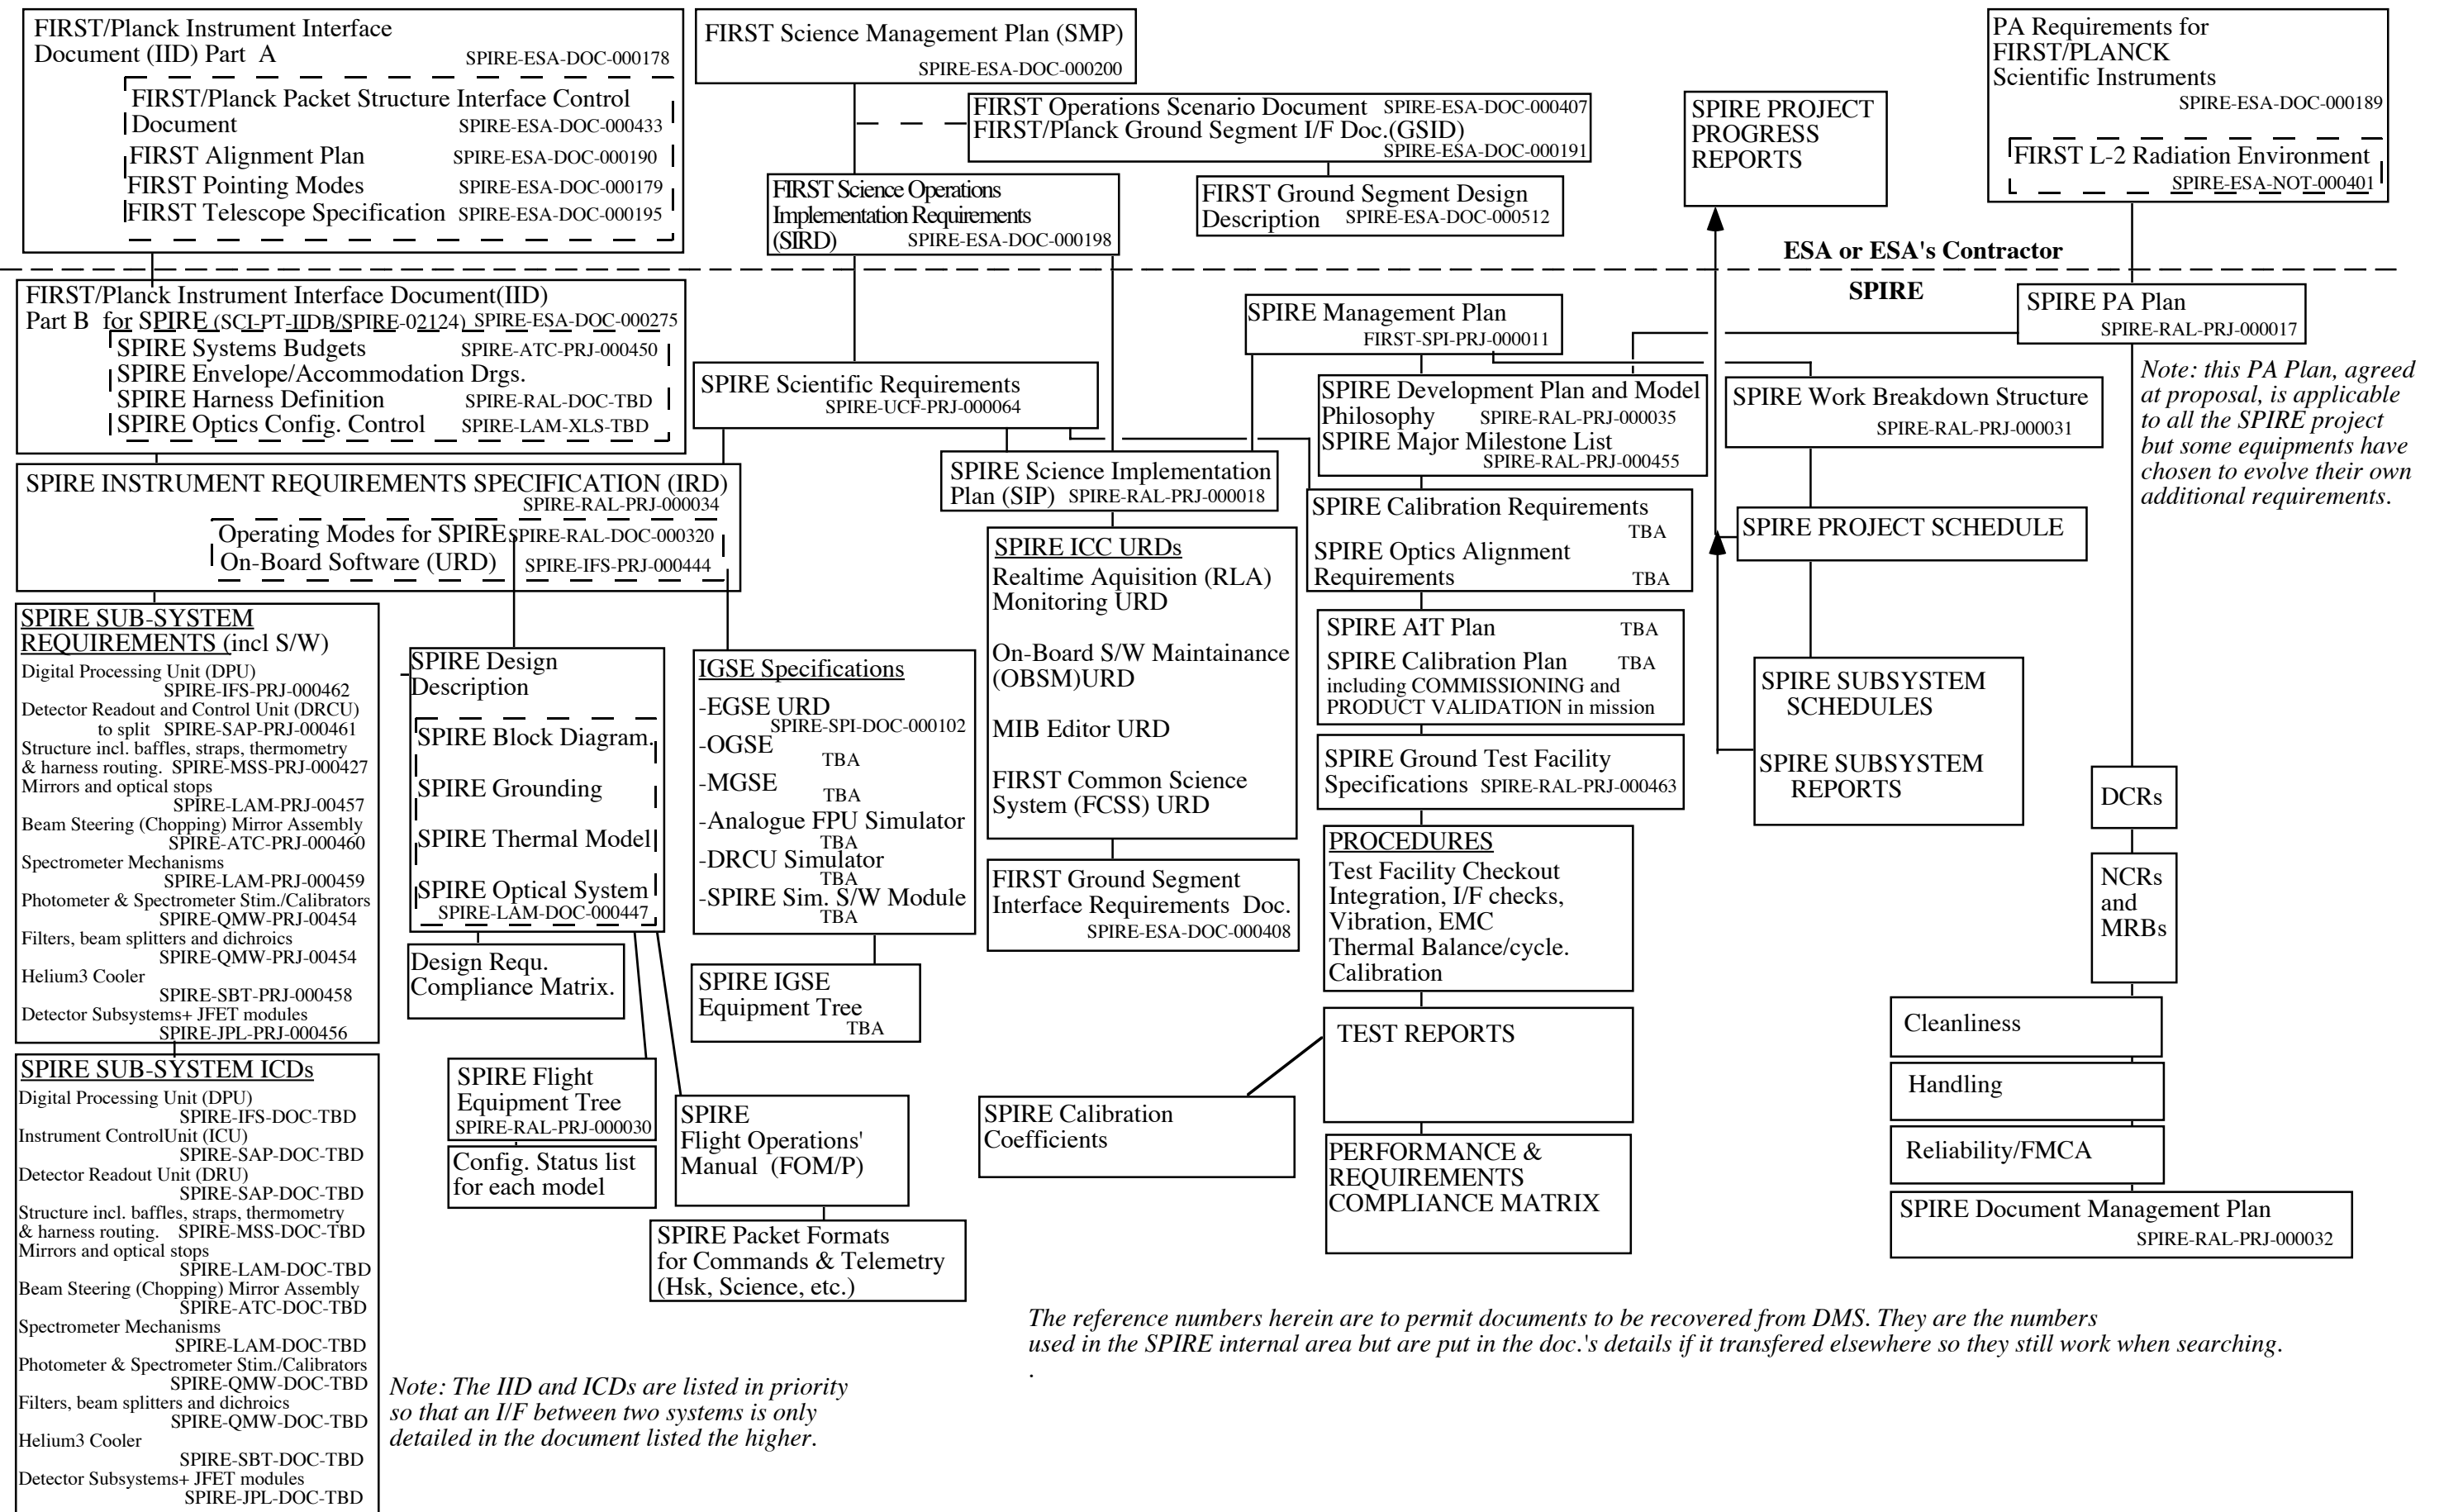 FIRST/Planck Instrument Interface
Document (IID) Part A
SPIRE-ESA-DOC-000178
FIRST/Planck Packet Structure Interface Control
Document SPIRE-ESA-DOC-000433
FIRST Alignment Plan SPIRE-ESA-DOC-000190
FIRST Pointing Modes SPIRE-ESA-DOC-000179
FIRST Telescope Specification SPIRE-ESA-DOC-000195
FIRST Science Management Plan (SMP)
SPIRE-ESA-DOC-000200
FIRST Operations Scenario Document SPIRE-ESA-DOC-000407
FIRST/Planck Ground Segment I/F Doc.(GSID)
SPIRE-ESA-DOC-000191
FIRST Science Operations
Implementation Requirements
(SIRD) SPIRE-ESA-DOC-000198
FIRST Ground Segment Design
Description SPIRE-ESA-DOC-000512
SPIRE PROJECT
PROGRESS
REPORTS
PA Requirements for
FIRST/PLANCK
Scientific Instruments
SPIRE-ESA-DOC-000189
FIRST L-2 Radiation Environment
SPIRE-ESA-NOT-000401
ESA or ESA's Contractor
SPIRE
FIRST/Planck Instrument Interface Document(IID)
Part B for SPIRE (SCI-PT-IIDB/SPIRE-02124) SPIRE-ESA-DOC-000275
SPIRE Systems Budgets SPIRE-ATC-PRJ-000450
SPIRE Envelope/Accommodation Drgs.
SPIRE Harness Definition SPIRE-RAL-DOC-TBD
SPIRE Optics Config. Control SPIRE-LAM-XLS-TBD
SPIRE INSTRUMENT REQUIREMENTS SPECIFICATION (IRD)
SPIRE-RAL-PRJ-000034
Operating Modes for SPIRE SPIRE-RAL-DOC-000320
On-Board Software (URD) SPIRE-IFS-PRJ-000444
SPIRE SUB-SYSTEM
REQUIREMENTS (incl S/W)
Digital Processing Unit (DPU)
SPIRE-IFS-PRJ-000462
Detector Readout and Control Unit (DRCU)
to split SPIRE-SAP-PRJ-000461
Structure incl. baffles, straps, thermometry
& harness routing. SPIRE-MSS-PRJ-000427
Mirrors and optical stops
SPIRE-LAM-PRJ-00457
Beam Steering (Chopping) Mirror Assembly
SPIRE-ATC-PRJ-000460
Spectrometer Mechanisms
SPIRE-LAM-PRJ-000459
Photometer & Spectrometer Stim./Calibrators
SPIRE-QMW-PRJ-00454
Filters, beam splitters and dichroics
SPIRE-QMW-PRJ-00454
Helium3 Cooler
SPIRE-SBT-PRJ-000458
Detector Subsystems+ JFET modules
SPIRE-JPL-PRJ-000456
SPIRE SUB-SYSTEM ICDs
Digital Processing Unit (DPU)
SPIRE-IFS-DOC-TBD
Instrument ControlUnit (ICU)
SPIRE-SAP-DOC-TBD
Detector Readout Unit (DRU)
SPIRE-SAP-DOC-TBD
Structure incl. baffles, straps, thermometry
& harness routing. SPIRE-MSS-DOC-TBD
Mirrors and optical stops
SPIRE-LAM-DOC-TBD
Beam Steering (Chopping) Mirror Assembly
SPIRE-ATC-DOC-TBD
Spectrometer Mechanisms
SPIRE-LAM-DOC-TBD
Photometer & Spectrometer Stim./Calibrators
SPIRE-QMW-DOC-TBD
Filters, beam splitters and dichroics
SPIRE-QMW-DOC-TBD
Helium3 Cooler
SPIRE-SBT-DOC-TBD
Detector Subsystems+ JFET modules
SPIRE-JPL-DOC-TBD
SPIRE Design
Description
SPIRE Block Diagram.
SPIRE Grounding
SPIRE Thermal Model
SPIRE Optical System
SPIRE-LAM-DOC-000447
Design Requ.
Compliance Matrix.
SPIRE Flight
Equipment Tree
SPIRE-RAL-PRJ-000030
Config. Status list
for each model
SPIRE
Flight Operations'
Manual (FOM/P)
SPIRE Packet Formats
for Commands & Telemetry
(Hsk, Science, etc.)
SPIRE Scientific Requirements
SPIRE-UCF-PRJ-000064
IGSE Specifications
-EGSE URD
SPIRE-SPI-DOC-000102
-OGSE
TBA
-MGSE
TBA
-Analogue FPU Simulator
TBA
-DRCU Simulator
TBA
-SPIRE Sim. S/W Module
TBA
SPIRE IGSE
Equipment Tree
TBA
SPIRE Science Implementation
Plan (SIP) SPIRE-RAL-PRJ-000018
SPIRE ICC URDs
Realtime Aquisition (RLA)
Monitoring URD
On-Board S/W Maintainance
(OBSM)URD
MIB Editor URD
FIRST Common Science
System (FCSS) URD
FIRST Ground Segment
Interface Requirements Doc.
SPIRE-ESA-DOC-000408
SPIRE Calibration
Coefficients
SPIRE Management Plan
FIRST-SPI-PRJ-000011
SPIRE Development Plan and Model
Philosophy SPIRE-RAL-PRJ-000035
SPIRE Major Milestone List
SPIRE-RAL-PRJ-000455
SPIRE Calibration Requirements
TBA
SPIRE Optics Alignment
Requirements TBA
SPIRE AIT Plan TBA
SPIRE Calibration Plan TBA
including COMMISSIONING and
PRODUCT VALIDATION in mission
SPIRE Ground Test Facility
Specifications SPIRE-RAL-PRJ-000463
PROCEDURES
Test Facility Checkout
Integration, I/F checks,
Vibration, EMC
Thermal Balance/cycle.
Calibration
TEST REPORTS
PERFORMANCE &
REQUIREMENTS
COMPLIANCE MATRIX
SPIRE PA Plan
SPIRE-RAL-PRJ-000017
Note: this PA Plan, agreed
at proposal, is applicable
to all the SPIRE project
but some equipments have
chosen to evolve their own
additional requirements.
SPIRE Work Breakdown Structure
SPIRE-RAL-PRJ-000031
SPIRE PROJECT SCHEDULE
SPIRE SUBSYSTEM
SCHEDULES
SPIRE SUBSYSTEM
REPORTS
DCRs
NCRs
and
MRBs
Cleanliness
Handling
Reliability/FMCA
SPIRE Document Management Plan
SPIRE-RAL-PRJ-000032
The reference numbers herein are to permit documents to be recovered from DMS. They are the numbers
used in the SPIRE internal area but are put in the doc.'s details if it transfered elsewhere so they still work when searching.
.
Note: The IID and ICDs are listed in priority
so that an I/F between two systems is only
detailed in the document listed the higher.